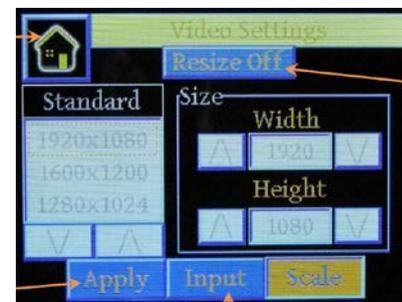 Video Settings
Resize Off
Standard
Size
Width
1920x1080
1920
1600x1200
Height
1280x1024
1080
Apply
Input
Scale